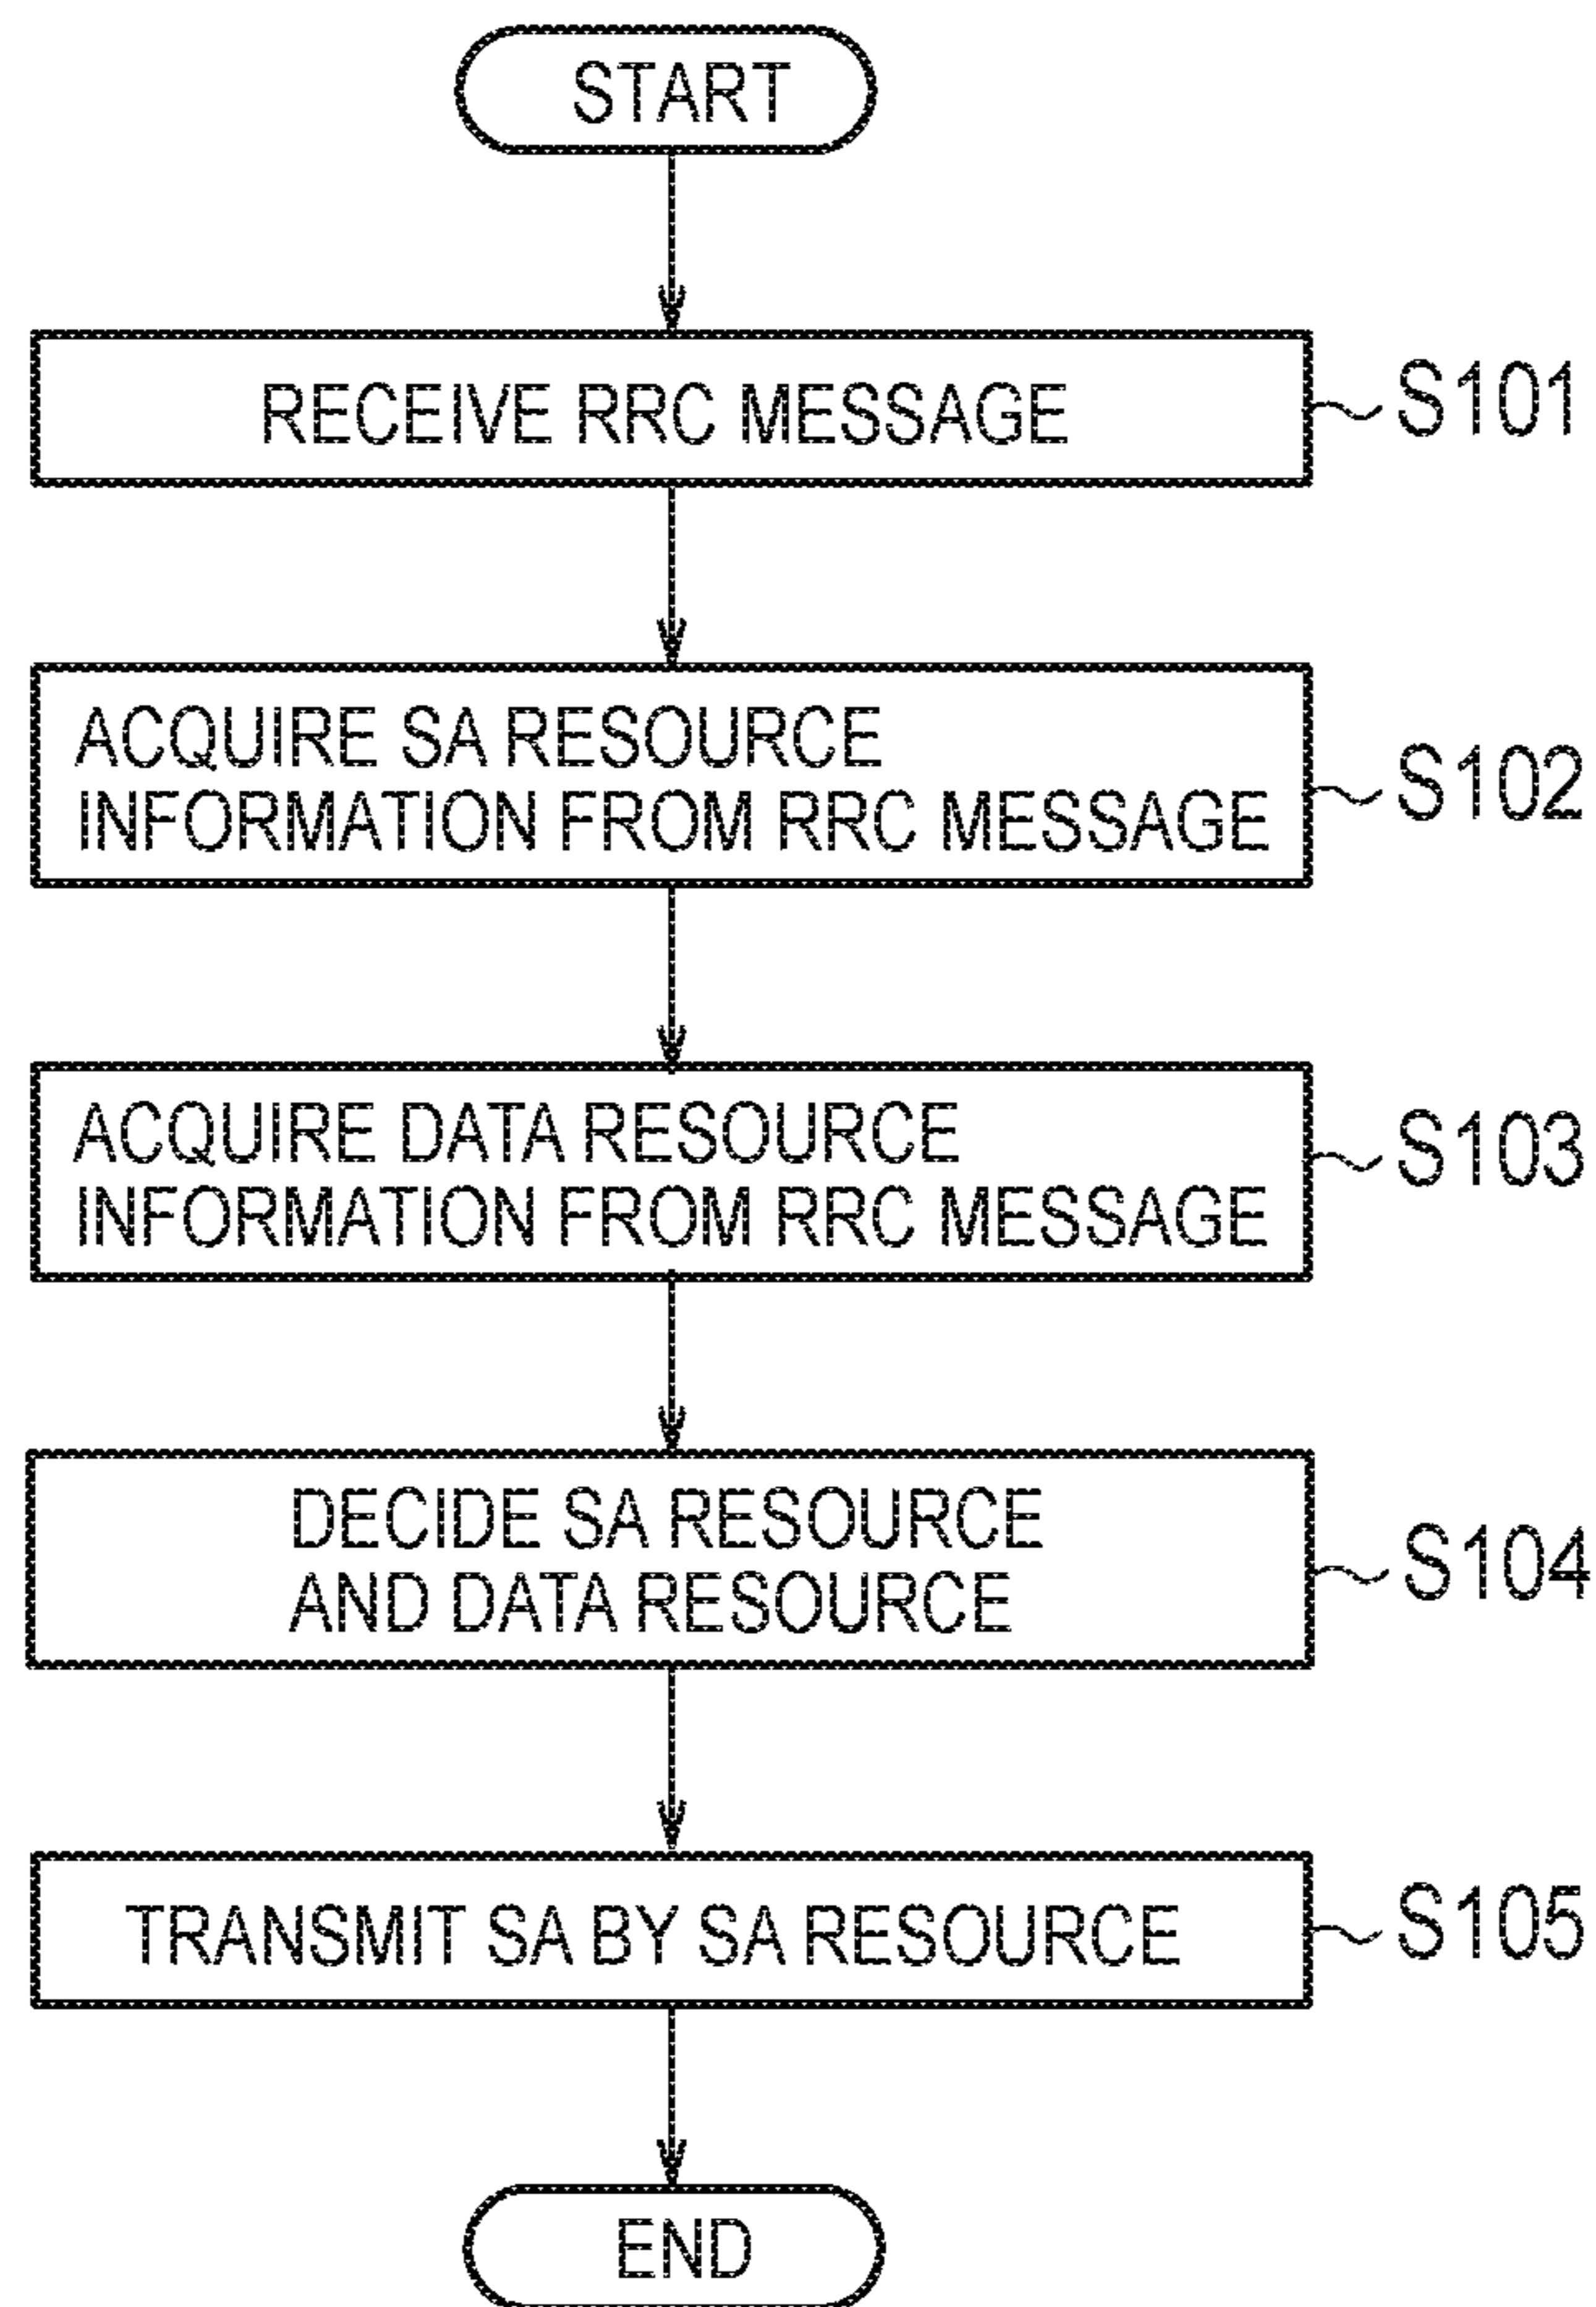 START
RECEIVE RRC MESSAGE
S101
ACQUIRE SA RESOURCE
INFORMATION FROM RRC MESSAGE
S102
ACQUIRE DATA RESOURCE
INFORMATION FROM RRC MESSAGE
S103
DECIDE SA RESOURCE
AND DATA RESOURCE
S104
TRANSMIT SA BY SA RESOURCE
S105
END